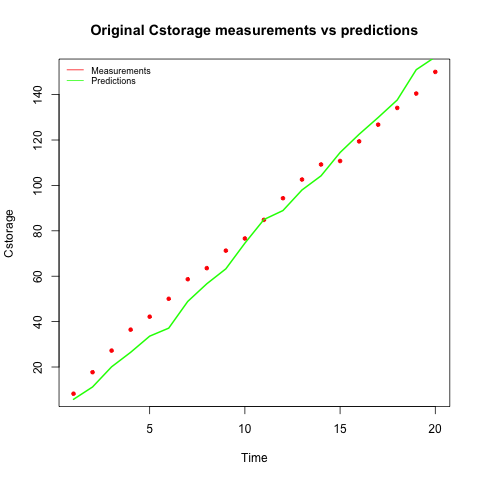 Original Cstorage measurements vs predictions
Measurements
Predictions
140
120
100
80
60
40
20
Cstorage
5 10 15 20
Time